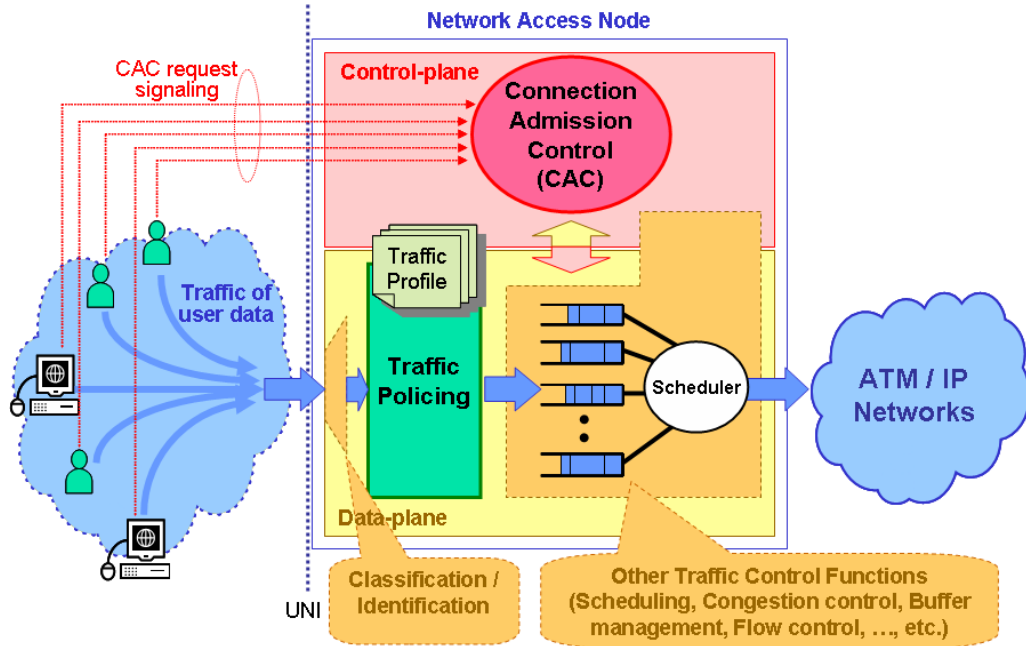 Network Access Node
CAC request
signaling
Control-plane
Connection
Admission
Control
(CAC)
Traffic
Profile
Traffic of
user data
Traffic
Policing
Scheduler
ATM / IP
Networks
Data-plane
UNI
Classification /
Identification
Other Traffic Control Functions
(Scheduling, Congestion control, Buffer
management, Flow control, …, etc.)